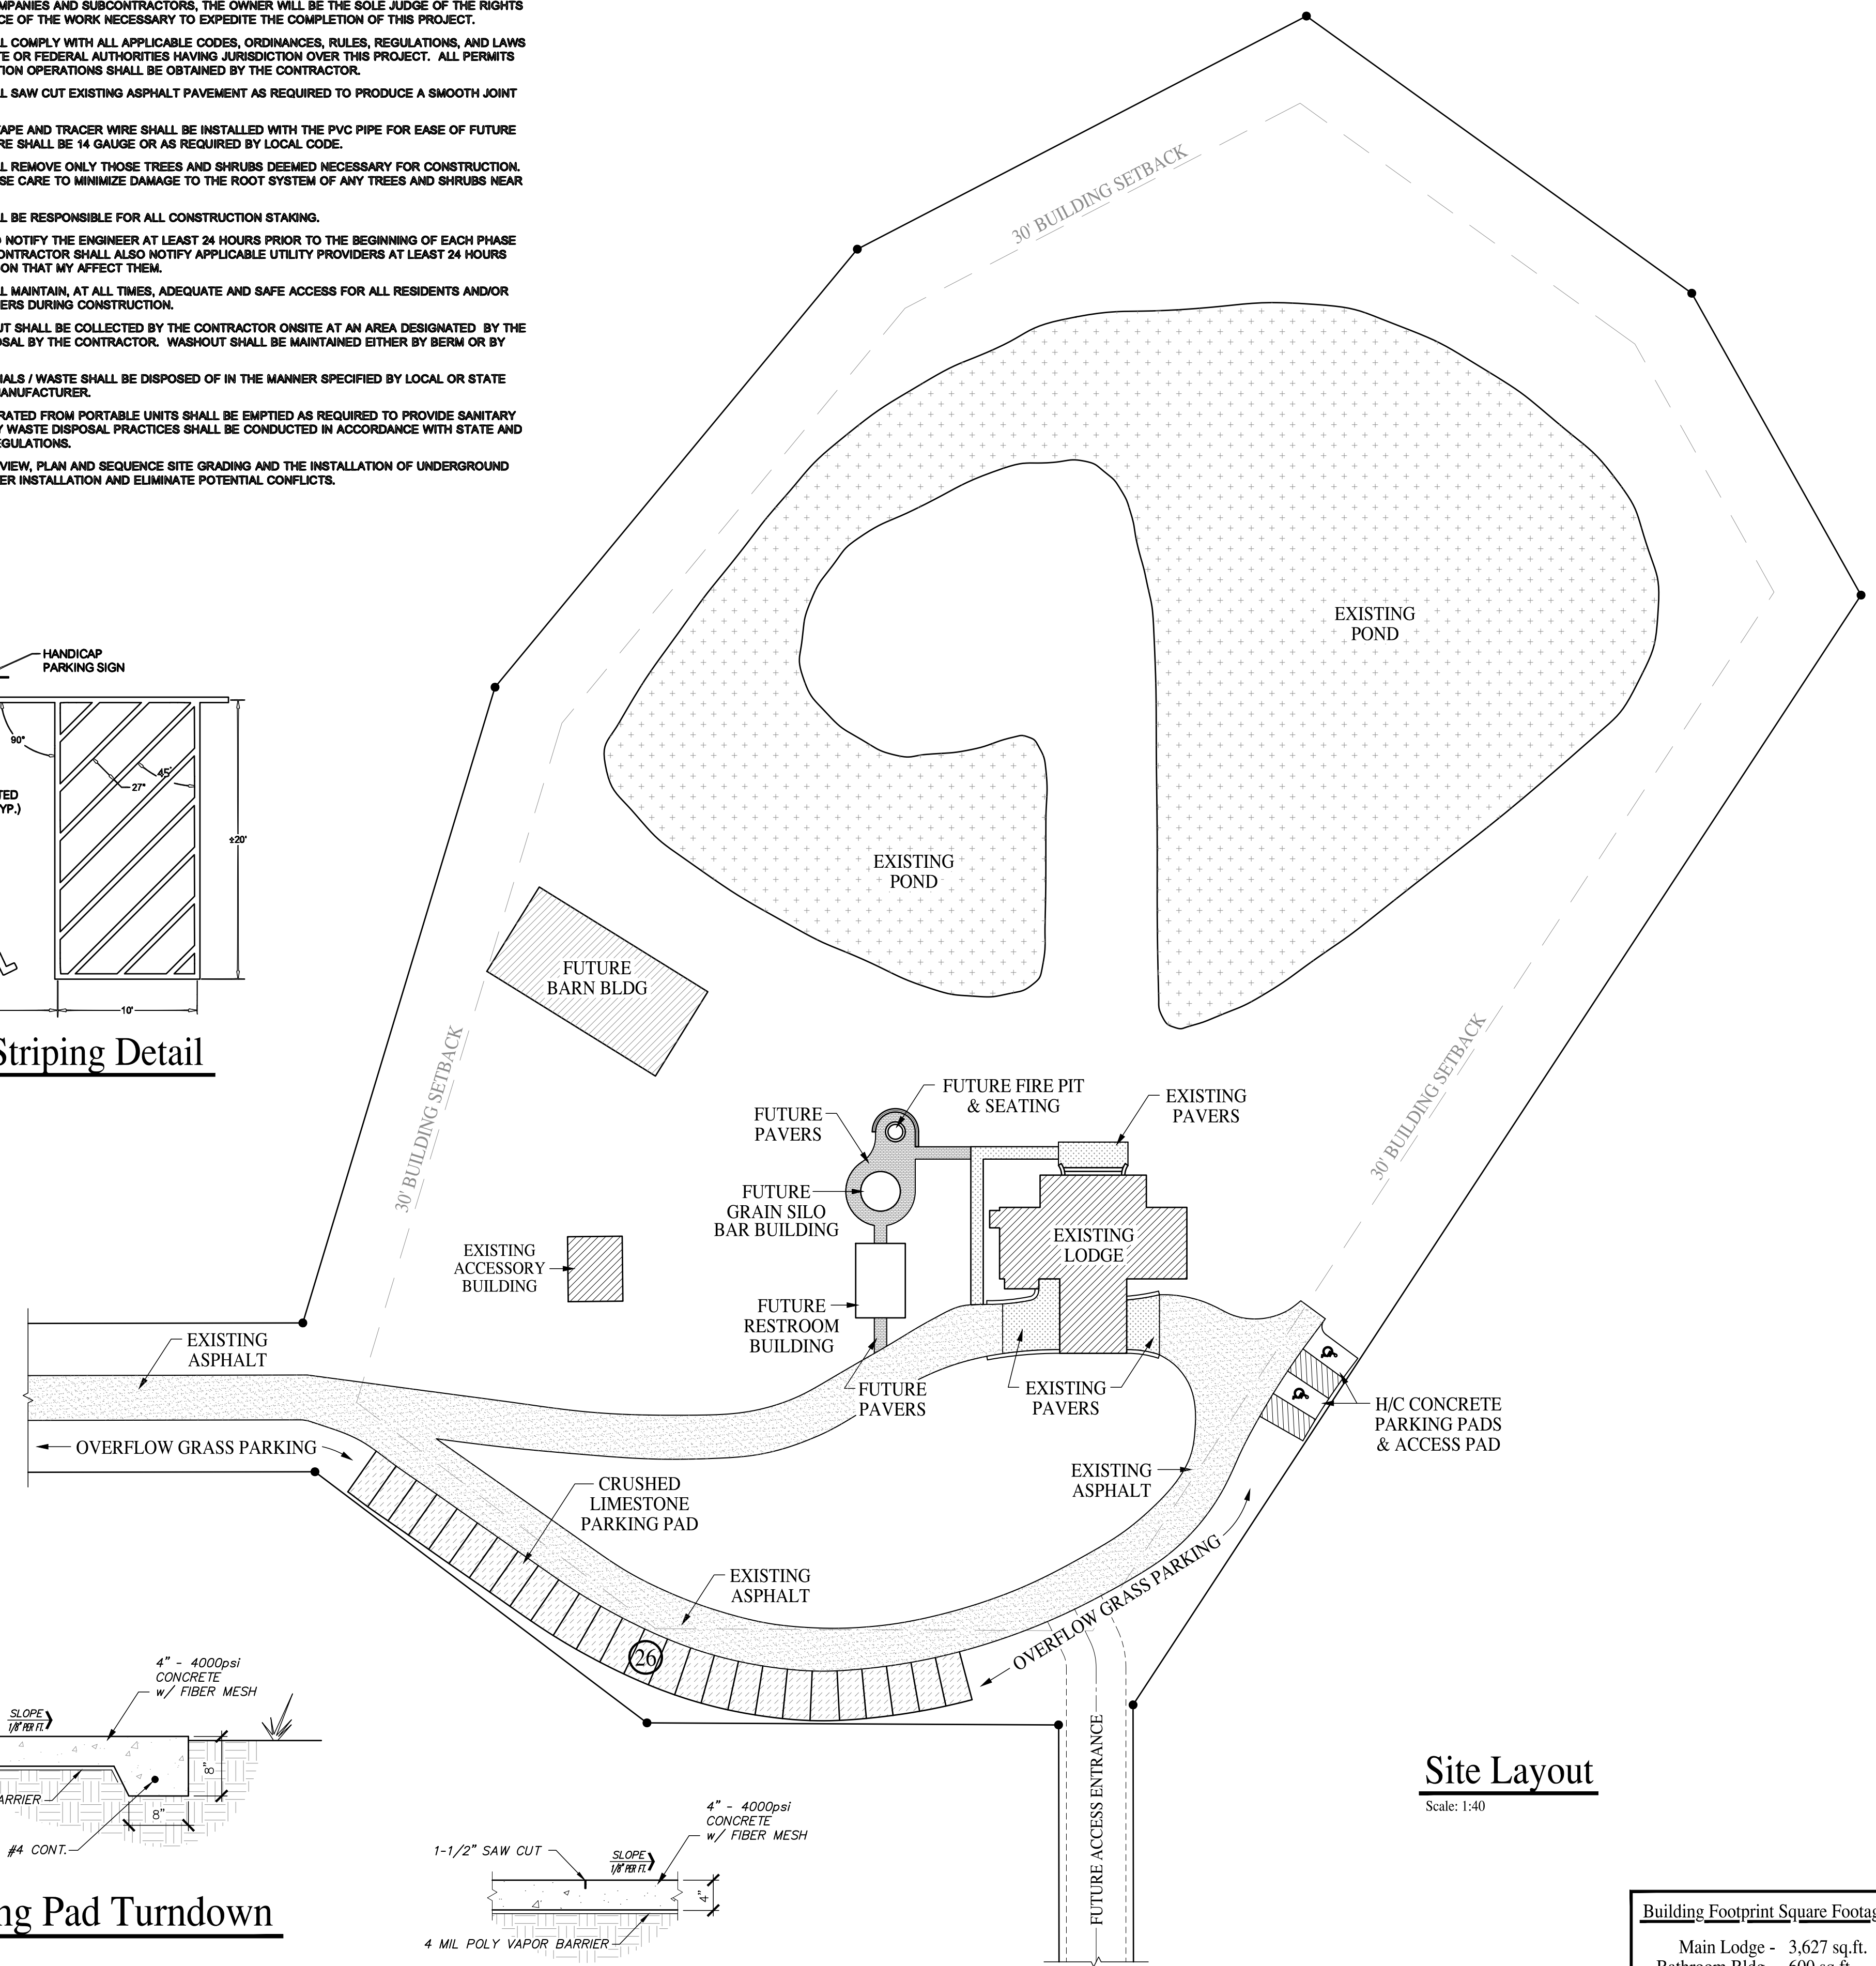 MPANIES AND SUBCONTRACTORS, THE OWNER WILL BE THE SOLE JUDGE OF THE RIGHTS
CE OF THE WORK NECESSARY TO EXPEDITE THE COMPLETION OF THIS PROJECT.
L COMPLY WITH ALL APPLICABLE CODES, ORDINANCES, RULES, REGULATIONS, AND LAWS
TE OR FEDERAL AUTHORITIES HAVING JURISDICTION OVER THIS PROJECT. ALL PERMITS
TION OPERATIONS SHALL BE OBTAINED BY THE CONTRACTOR.
L SAW CUT EXISTING ASPHALT PAVEMENT AS REQUIRED TO PRODUCE A SMOOTH JOINT
TAPE AND TRACER WIRE SHALL BE INSTALLED WITH THE PVC PIPE FOR EASE OF FUTURE
RE SHALL BE 14 GAUGE OR AS REQUIRED BY LOCAL CODE.
L REMOVE ONLY THOSE TREES AND SHRUBS DEEMED NECESSARY FOR CONSTRUCTION.
SE CARE TO MINIMIZE DAMAGE TO THE ROOT SYSTEM OF ANY TREES AND SHRUBS NEAR
L BE RESPONSIBLE FOR ALL CONSTRUCTION STAKING.
NOTIFY THE ENGINEER AT LEAST 24 HOURS PRIOR TO THE BEGINNING OF EACH PHASE
ONTRACTOR SHALL ALSO NOTIFY APPLICABLE UTILITY PROVIDERS AT LEAST 24 HOURS
ON THAT MY AFFECT THEM.
L MAINTAIN, AT ALL TIMES, ADEQUATE AND SAFE ACCESS FOR ALL RESIDENTS AND/OR
ERS DURING CONSTRUCTION.
UT SHALL BE COLLECTED BY THE CONTRACTOR ONSITE AT AN AREA DESIGNATED BY THE
OSAL BY THE CONTRACTOR. WASHOUT SHALL BE MAINTAINED EITHER BY BERM OR BY
IALS / WASTE SHALL BE DISPOSED OF IN THE MANNER SPECIFIED BY LOCAL OR STATE
MANUFACTURER.
RATED FROM PORTABLE UNITS SHALL BE EMPTIED AS REQUIRED TO PROVIDE SANITARY
Y WASTE DISPOSAL PRACTICES SHALL BE CONDUCTED IN ACCORDANCE WITH STATE AND
EGULATIONS.
VIEW, PLAN AND SEQUENCE SITE GRADING AND THE INSTALLATION OF UNDERGROUND
ER INSTALLATION AND ELIMINATE POTENTIAL CONFLICTS.
30' BUILDING SETBACK
HANDICAP
PARKING SIGN
90°
45°
27"
TED
YP.)
±20'
10'
Striping Detail
EXISTING
POND
EXISTING
POND
FUTURE
BARN BLDG
30' BUILDING SETBACK
30' BUILDING SETBACK
FUTURE FIRE PIT
& SEATING
FUTURE
PAVERS
EXISTING
PAVERS
FUTURE
GRAIN SILO
BAR BUILDING
EXISTING
LODGE
EXISTING
ACCESSORY
BUILDING
FUTURE
RESTROOM
BUILDING
EXISTING
ASPHALT
FUTURE
PAVERS
EXISTING
PAVERS
H/C CONCRETE
PARKING PADS
& ACCESS PAD
OVERFLOW GRASS PARKING
CRUSHED
LIMESTONE
PARKING PAD
EXISTING
ASPHALT
EXISTING
ASPHALT
OVERFLOW GRASS PARKING
26
FUTURE ACCESS ENTRANCE
4" - 4000psi
CONCRETE
w/ FIBER MESH
SLOPE
1/8" PER FT.
8"
ARRIER
8"
#4 CONT.
ng Pad Turndown
4" - 4000psi
CONCRETE
w/ FIBER MESH
1-1/2" SAW CUT
SLOPE
1/8" PER FT.
4"
4 MIL POLY VAPOR BARRIER
Site Layout
Scale: 1:40
Building Footprint Square Footag
Main Lodge - 3,627 sq.ft.
Bathroom Bldg - 600 sq.ft.